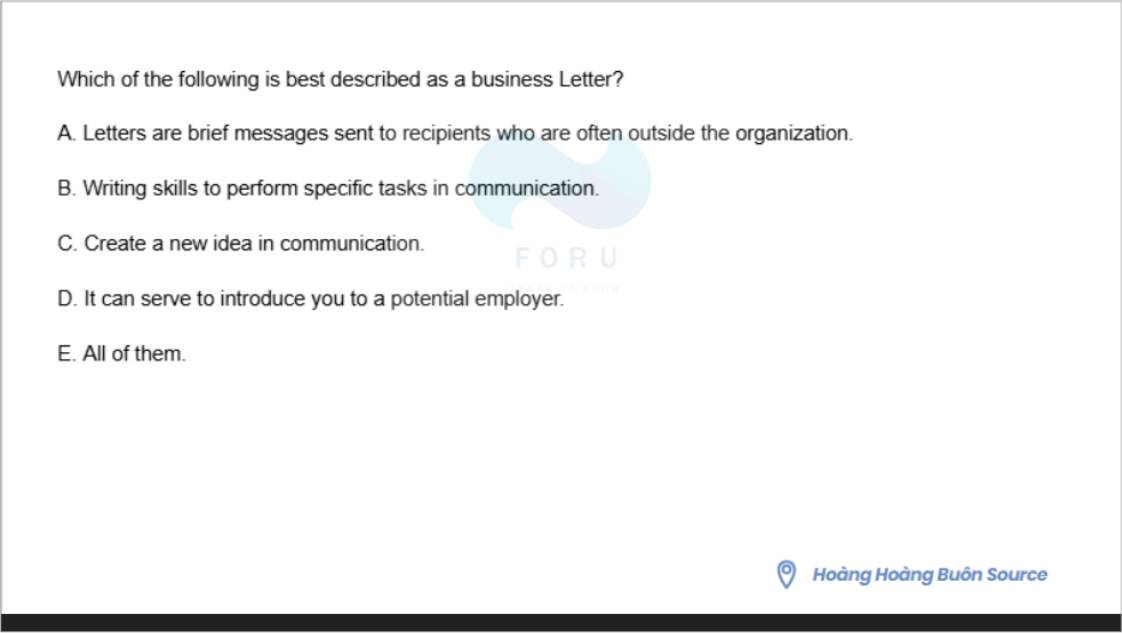 Which of the following is best described as a business Letter?
A. Letters are brief messages sent to recipients who are often outside the organization.
B. Writing skills to perform specific tasks in communication.
C. Create a new idea in communication.
FORU
D. It can serve to introduce you to a potential employer.
E. All of them.
Hoàng Hoàng Buôn Source